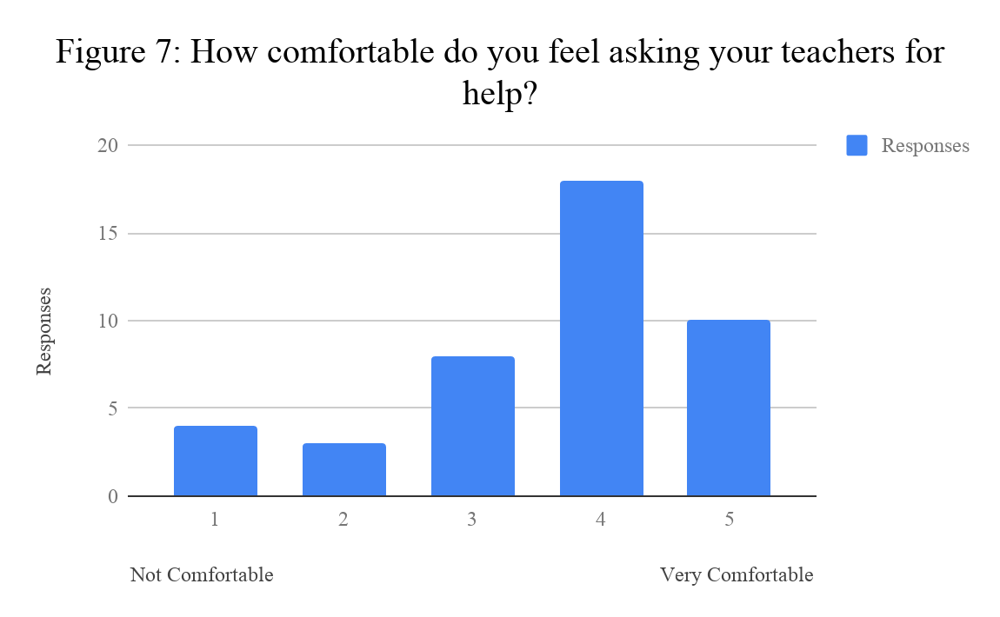 Figure 7: How comfortable do you feel asking your teachers for
help?
Responses
20
15
10
5
0
Responses
1 2 3 4 5
Not Comfortable Very Comfortable